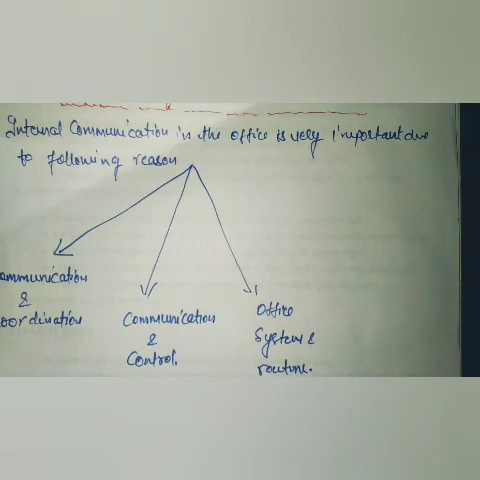 Internal Communication in the office is very important due
to following reason
ommunication
&
oordination
Communication
&
Control.
Office
System &
routine.